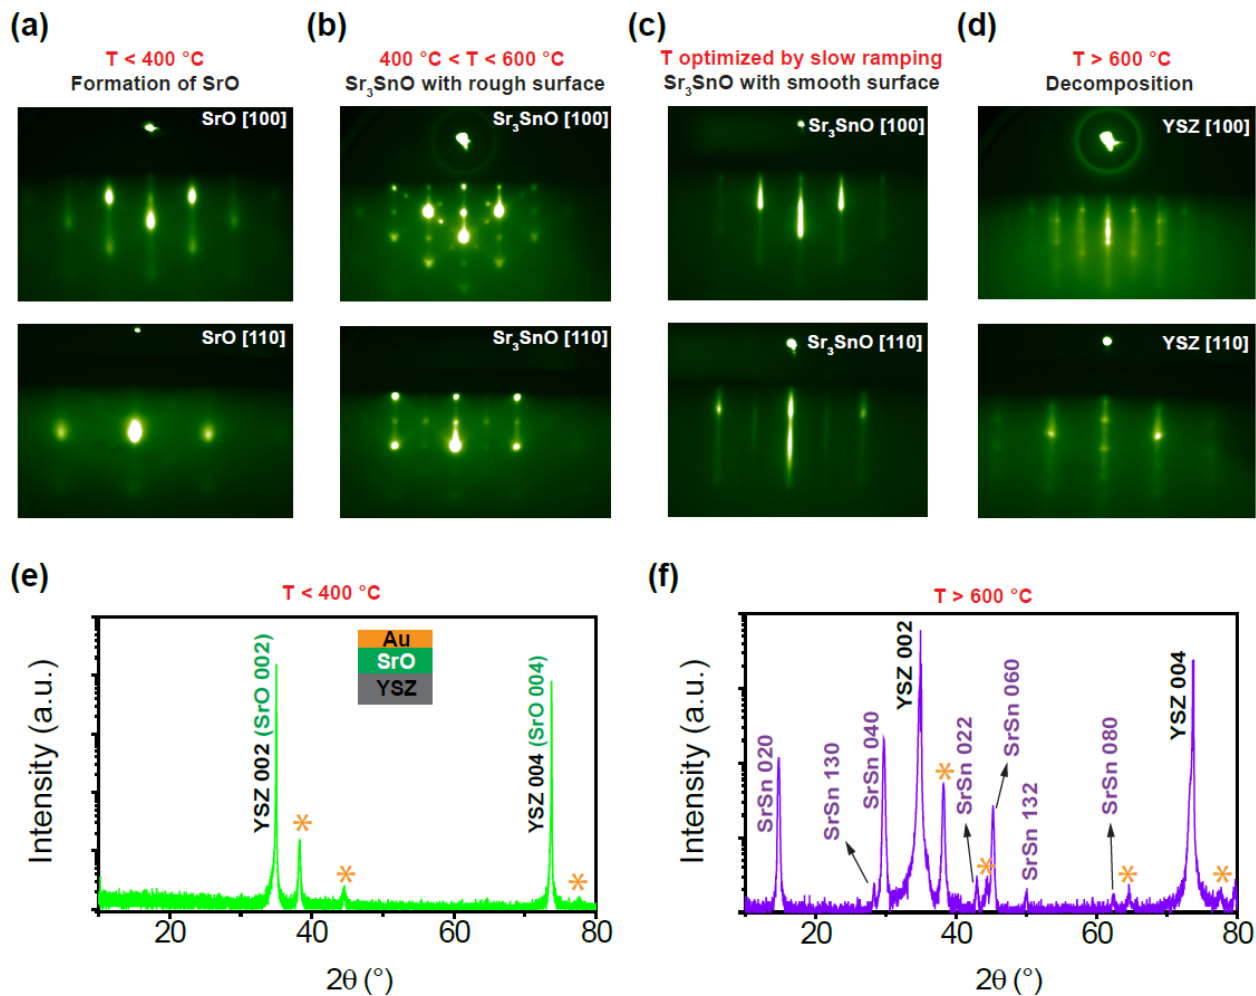 (a)
T < 400 °C
Formation of SrO
SrO [100]
SrO [110]
(b)
400 °C < T < 600 °C
Sr₃SnO with rough surface
Sr₃SnO [100]
Sr₃SnO [110]
(c)
T optimized by slow ramping
Sr₃SnO with smooth surface
Sr₃SnO [100]
Sr₃SnO [110]
(d)
T > 600 °C
Decomposition
YSZ [100]
YSZ [110]
(e)
T < 400 °C
Intensity (a.u.)
YSZ 002 (SrO 002)
*
*
Au
SrO
YSZ
YSZ 004 (SrO 004)
*
20
40
60
80
2θ (°)
(f)
T > 600 °C
Intensity (a.u.)
SrSn 020
SrSn 130
SrSn 040
YSZ 002
*
SrSn 022
*
SrSn 060
SrSn 132
SrSn 080
*
YSZ 004
*
20
40
60
80
2θ (°)